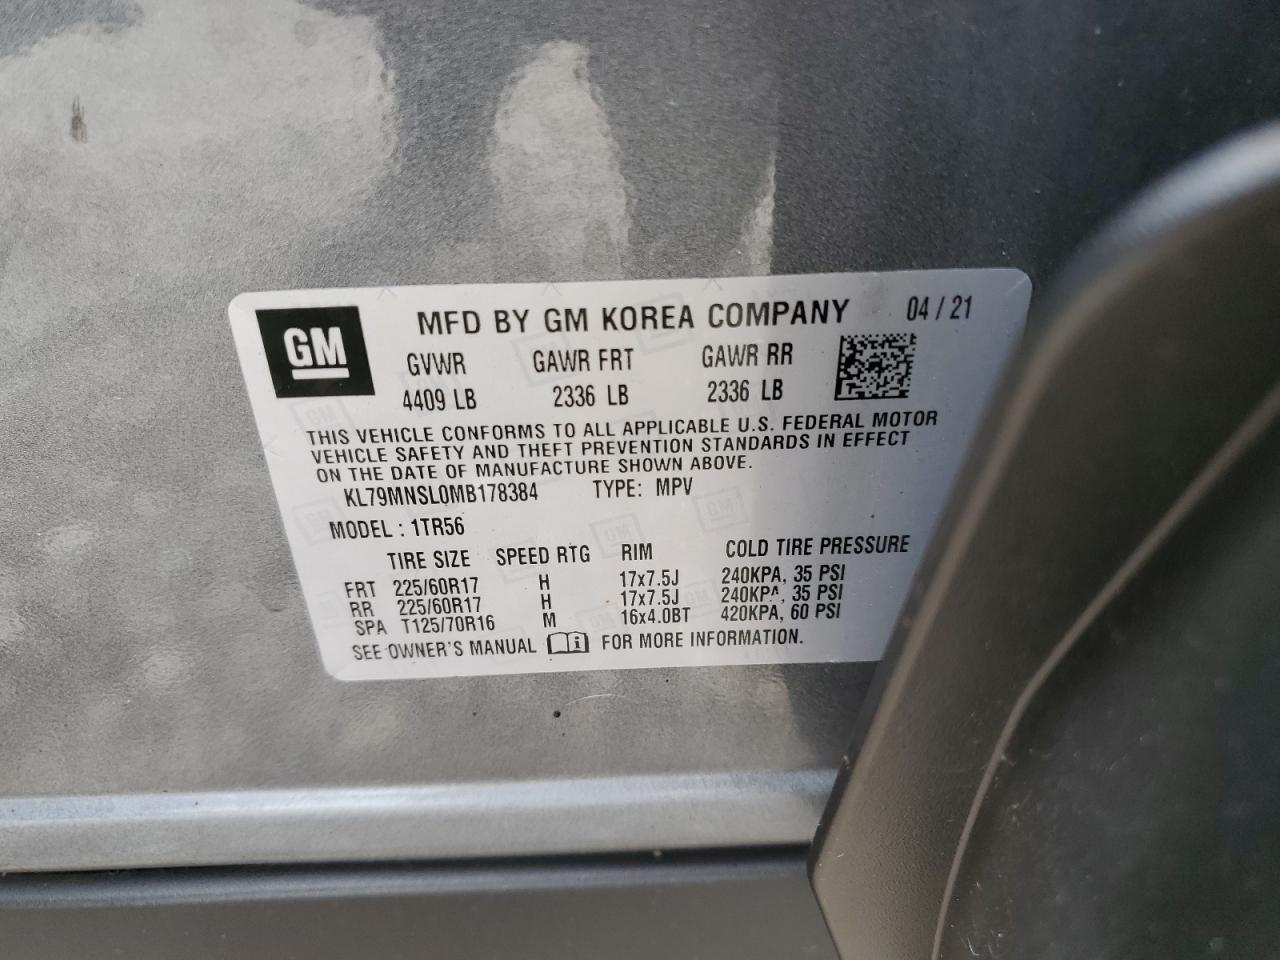 GM
MFD BY GM KOREA COMPANY 04 / 21
GVWR GAWR FRT GAWR RR
4409 LB 2336 LB 2336 LB
THIS VEHICLE CONFORMS TO ALL APPLICABLE U.S. FEDERAL MOTOR
VEHICLE SAFETY AND THEFT PREVENTION STANDARDS IN EFFECT
ON THE DATE OF MANUFACTURE SHOWN ABOVE.
KL79MNSL0MB178384 TYPE: MPV
MODEL : 1TR56
TIRE SIZE SPEED RTG RIM COLD TIRE PRESSURE
FRT 225/60R17 H 17x7.5J 240KPA, 35 PSI
RR 225/60R17 H 17x7.5J 240KPA, 35 PSI
SPA T125/70R16 M 16x4.0BT 420KPA, 60 PSI
SEE OWNER'S MANUAL FOR MORE INFORMATION.